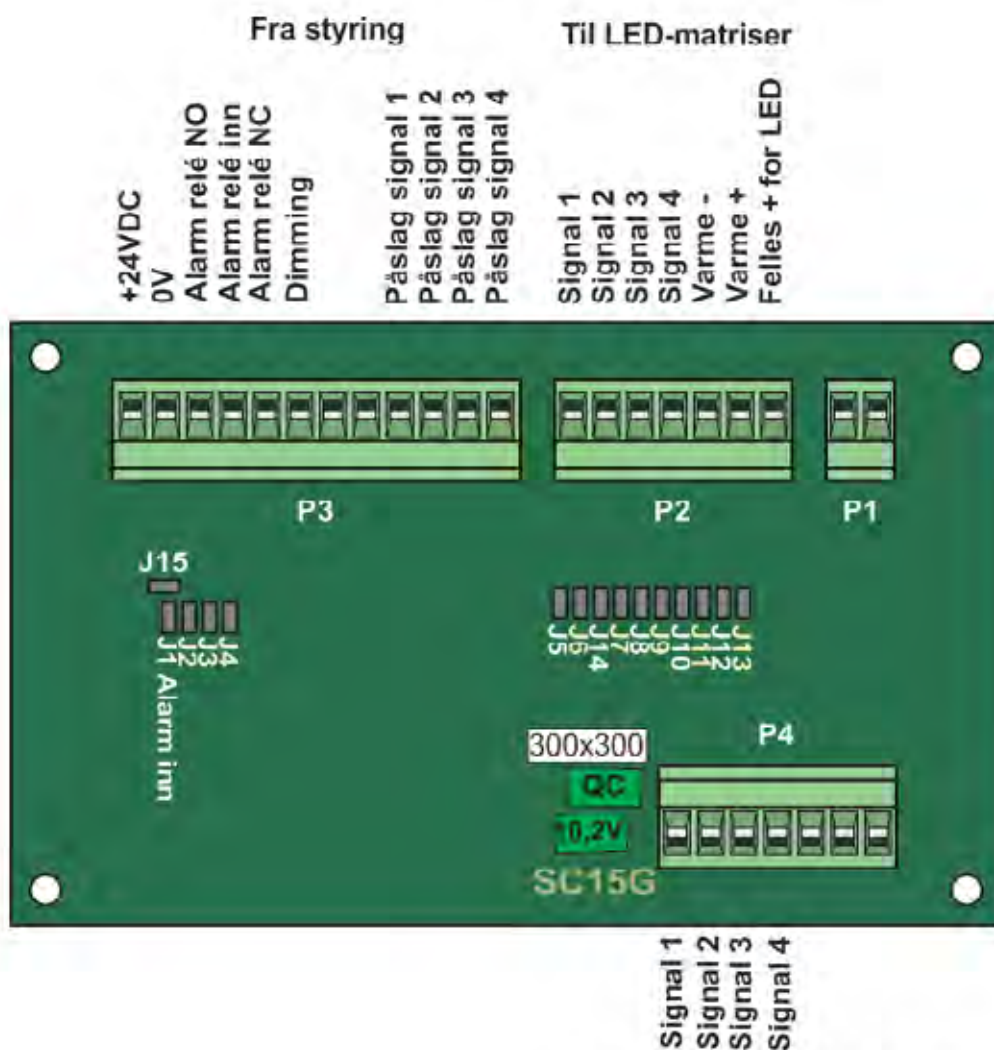 Fra styring
Til LED-matriser
+24VDC
0V
Alarm relé NO
Alarm relé inn
Alarm relé NC
Dimming
Påslag signal 1
Påslag signal 2
Påslag signal 3
Påslag signal 4
Signal 1
Signal 2
Signal 3
Signal 4
Varme -
Varme +
Felles + for LED
P3
P2
P1
J15
J1 Alarm inn
J2
J3
J4
J5
J6
J14
J7
J8
J9
J10
J11
J12
J13
300x300
QC
10,2V
P4
SC15G
Signal 1
Signal 2
Signal 3
Signal 4